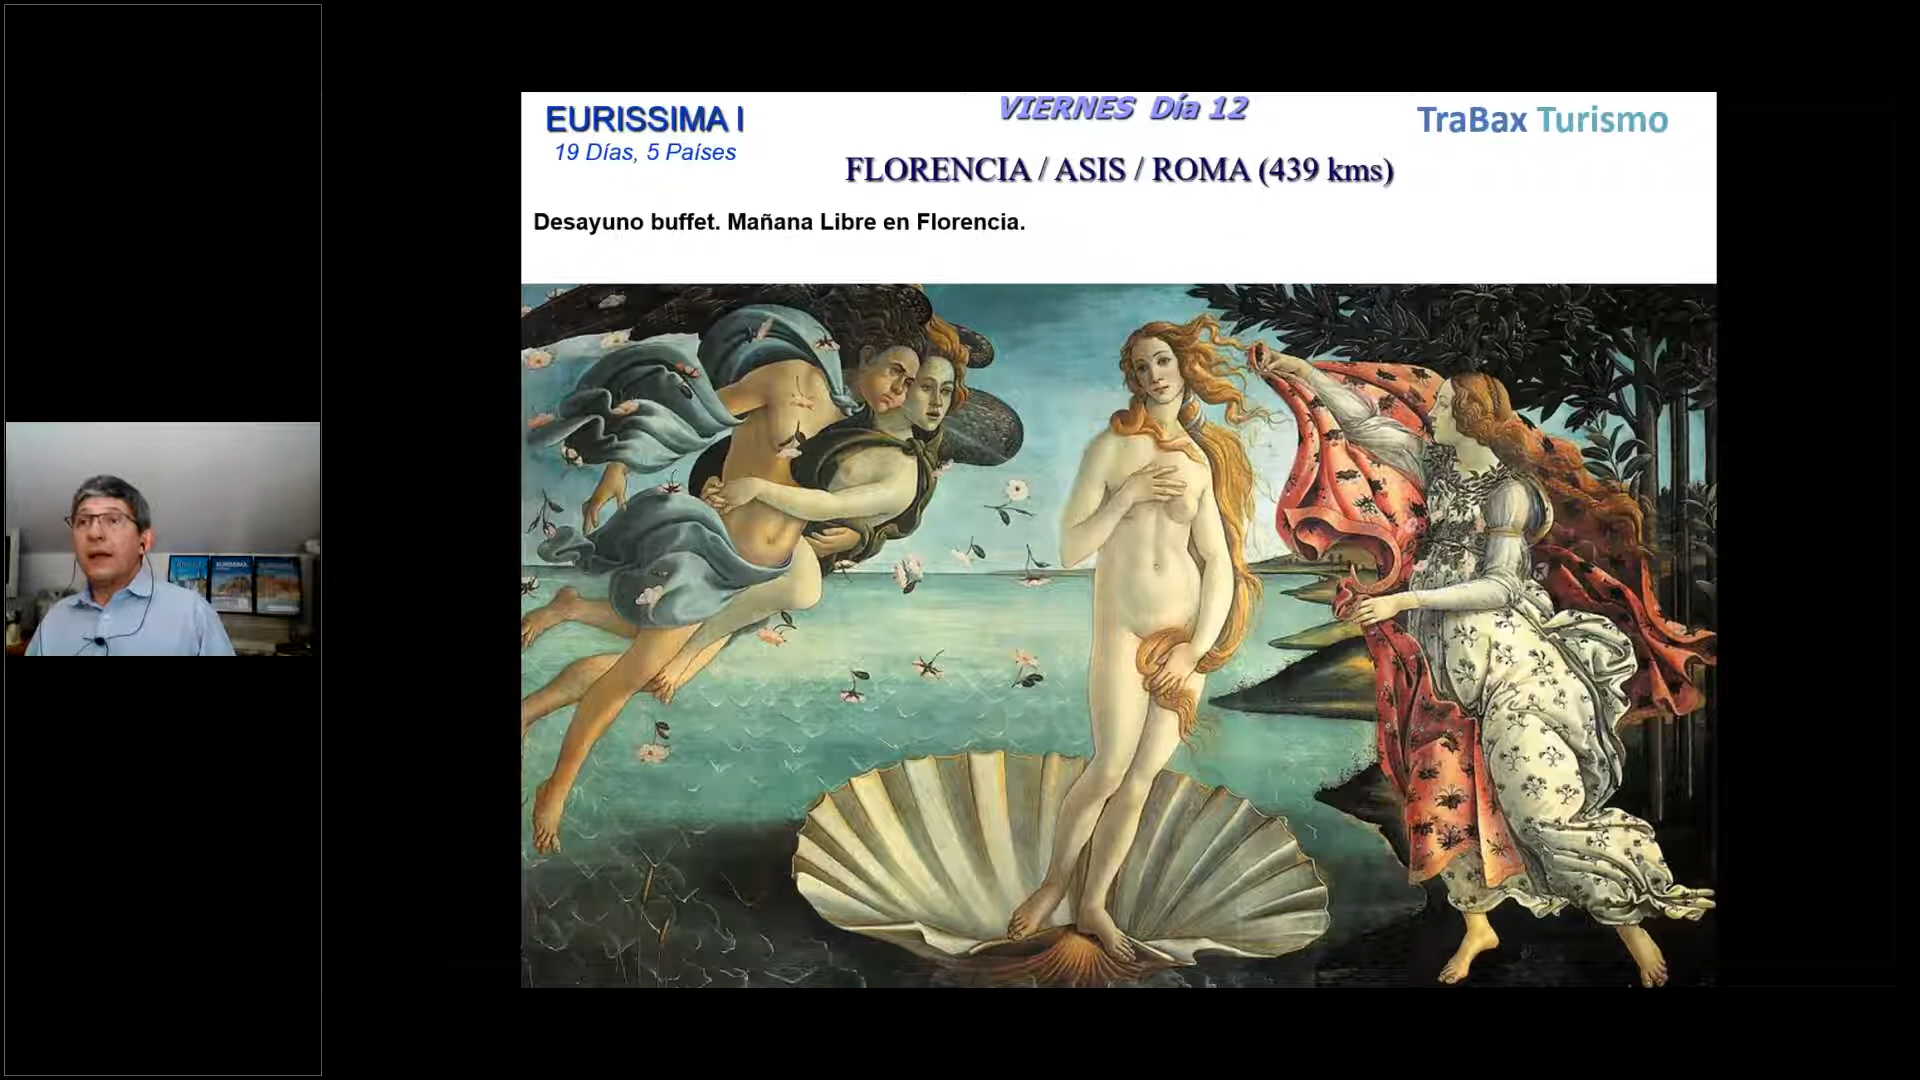 EURISSIMA I
19 Días, 5 Países
VIERNES Día 12
TraBax Turismo
FLORENCIA / ASIS / ROMA (439 kms)
Desayuno buffet. Mañana Libre en Florencia.
EURISSIMA